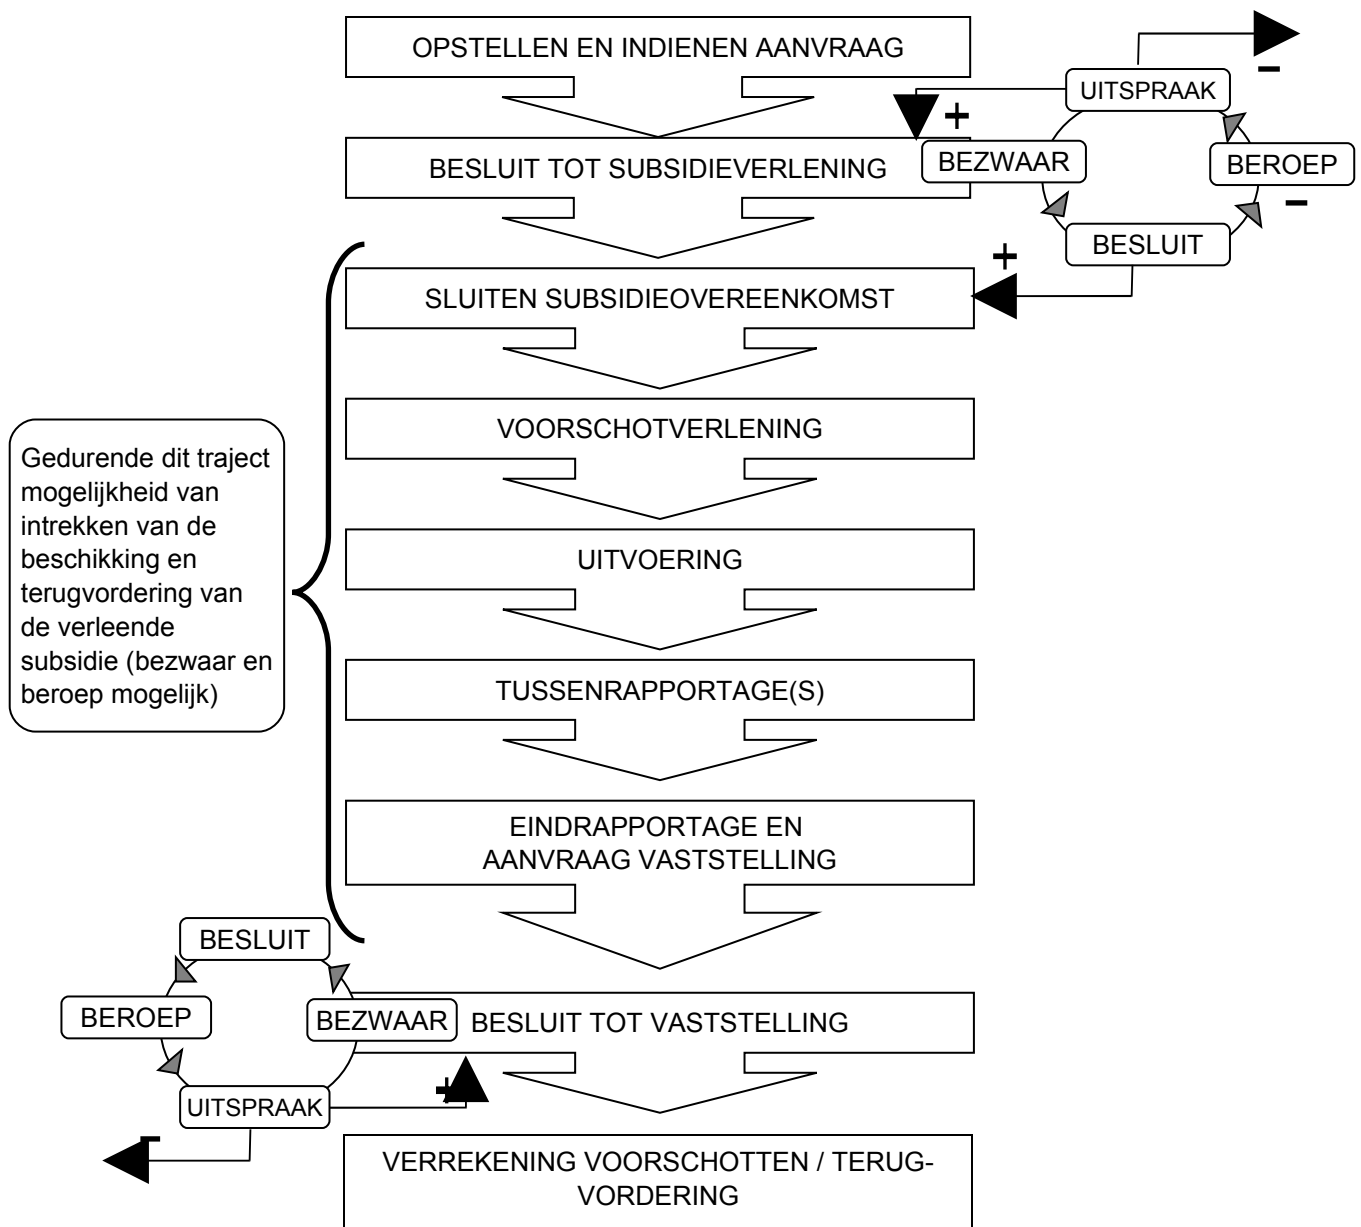 OPSTELLEN EN INDIENEN AANVRAAG
–
UITSPRAAK
+
BESLUIT TOT SUBSIDIEVERLENING
BEZWAAR
BEROEP
–
BESLUIT
+
SLUITEN SUBSIDIEOVEREENKOMST
VOORSCHOTVERLENING
Gedurende dit traject
mogelijkheid van
intrekken van de
beschikking en
terugvordering van
de verleende
subsidie (bezwaar en
beroep mogelijk)
UITVOERING
TUSSENRAPPORTAGE(S)
EINDRAPPORTAGE EN
AANVRAAG VASTSTELLING
BESLUIT
BEROEP
BEZWAAR
BESLUIT TOT VASTSTELLING
+
UITSPRAAK
–
VERREKENING VOORSCHOTTEN / TERUG-
VORDERING